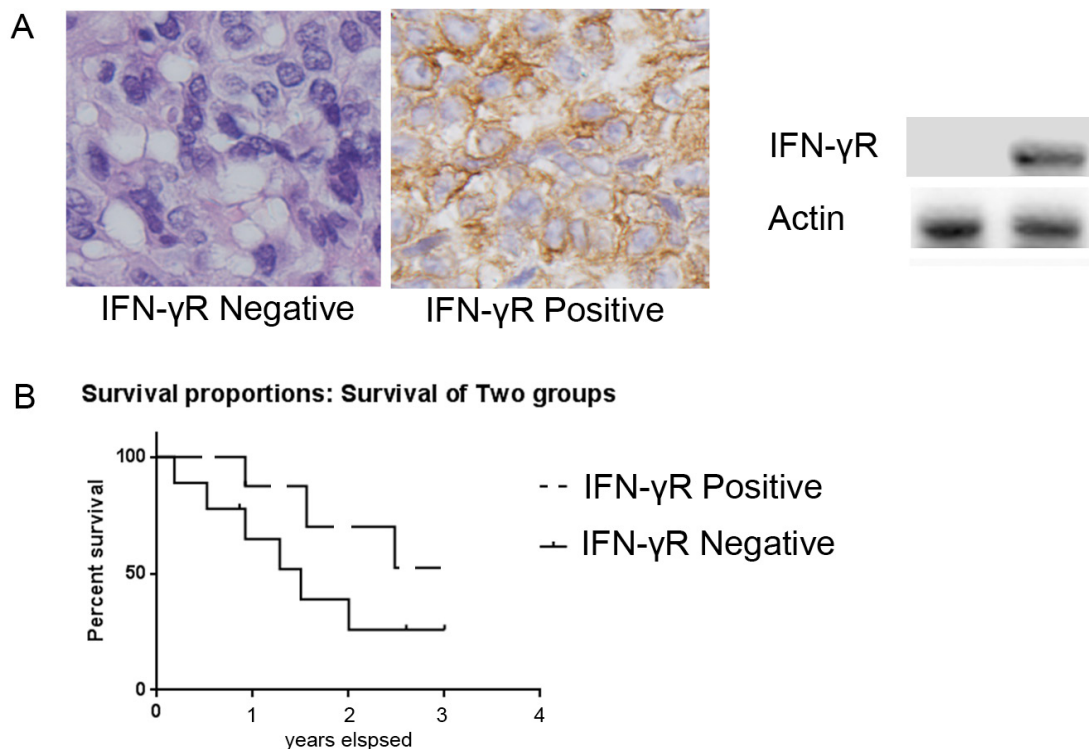 A
IFN-γR Negative
IFN-γR Positive
IFN-γR
Actin
B
Survival proportions: Survival of Two groups
Percent survival
100
50
0
0
1
2
3
4
years elspsed
IFN-γR Positive
IFN-γR Negative